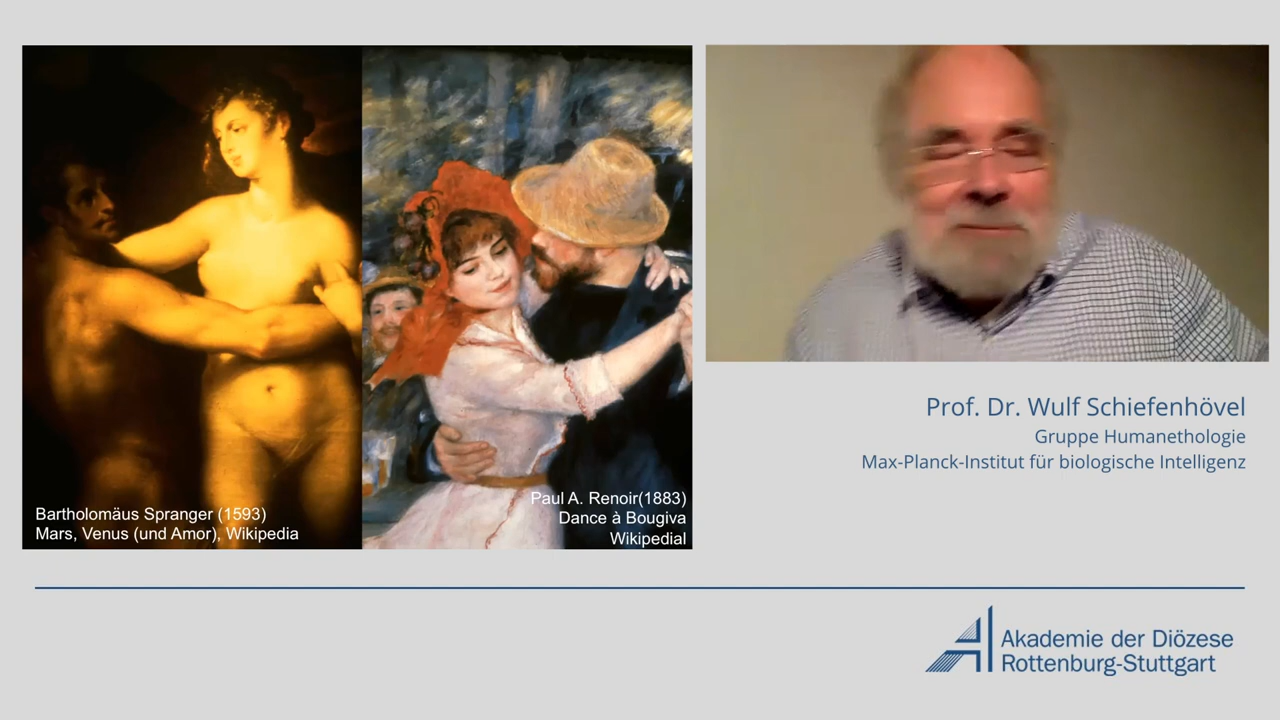 Bartholomäus Spranger (1593)
Mars, Venus (und Amor), Wikipedia
Paul A. Renoir(1883)
Dance à Bougiva
Wikipedial
Prof. Dr. Wulf Schiefenhövel
Gruppe Humanethologie
Max-Planck-Institut für biologische Intelligenz
Akademie der Diözese
Rottenburg-Stuttgart